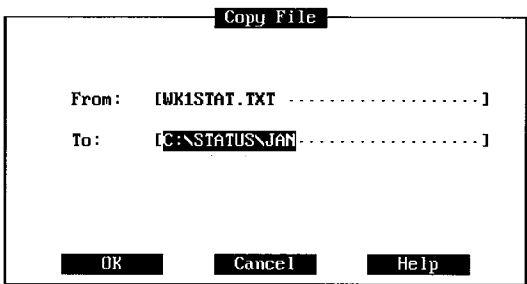 Copy File
From: [WK1STAT.TXT ...................]
To: [C:\STATUS\JAN..................]
OK Cancel Help